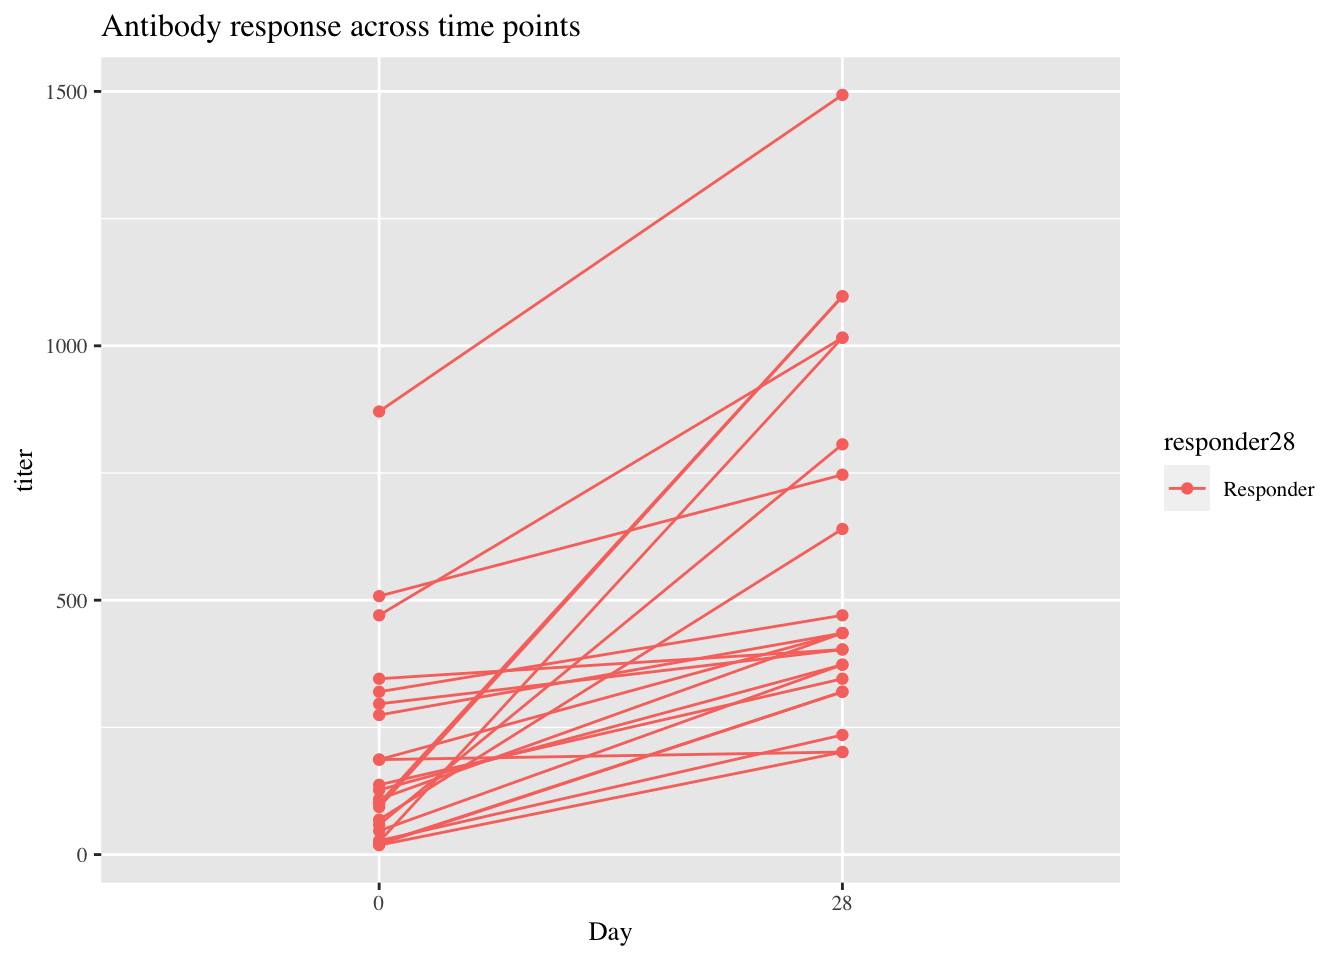 Antibody response across time points
1500
1000
500
0
titer
0 28
Day
responder28
Responder